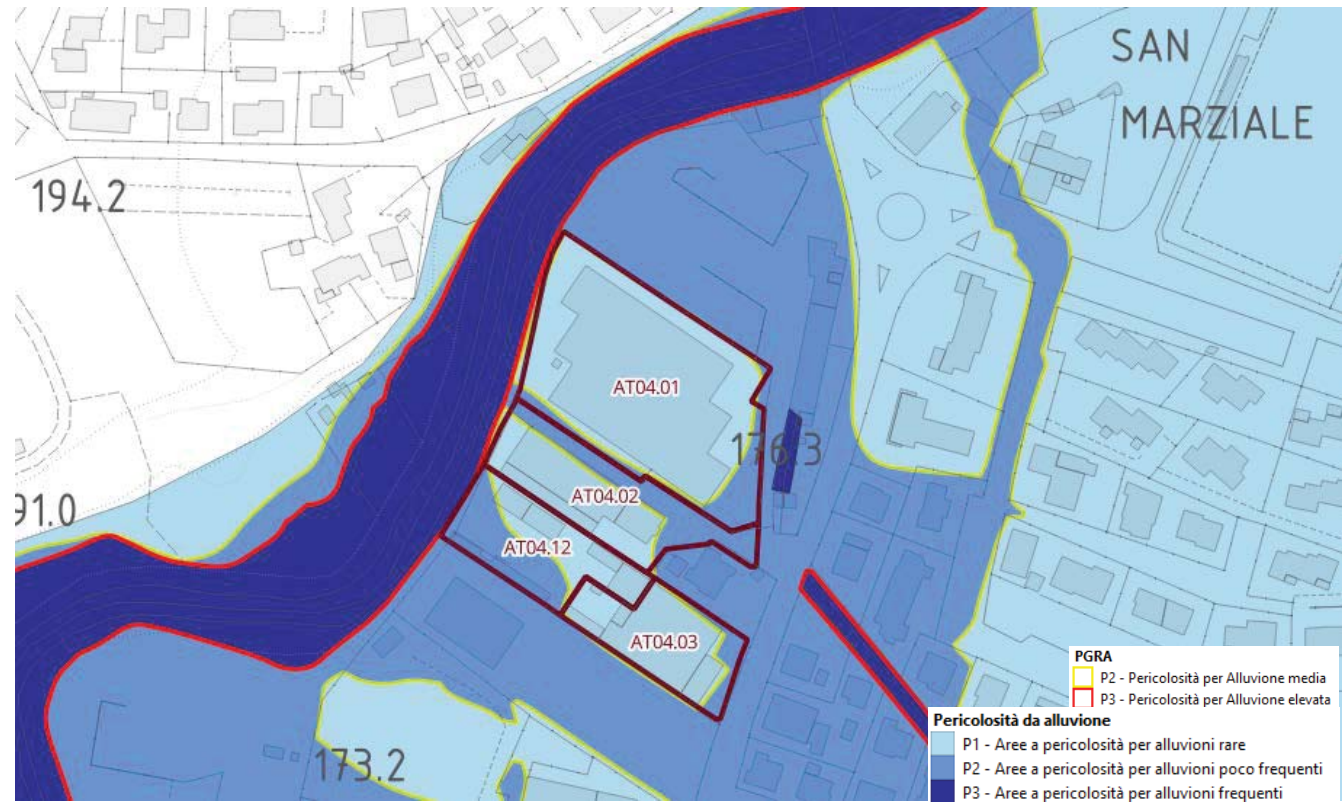 SAN
MARZIALE
194.2
AT04.01
176.3
AT04.02
91.0
AT04.12
AT04.03
173.2
PGRA
P2 - Pericolosità per Alluvione media
P3 - Pericolosità per Alluvione elevata
Pericolosità da alluvione
P1 - Aree a pericolosità per alluvioni rare
P2 - Aree a pericolosità per alluvioni poco frequenti
P3 - Aree a pericolosità per alluvioni frequenti